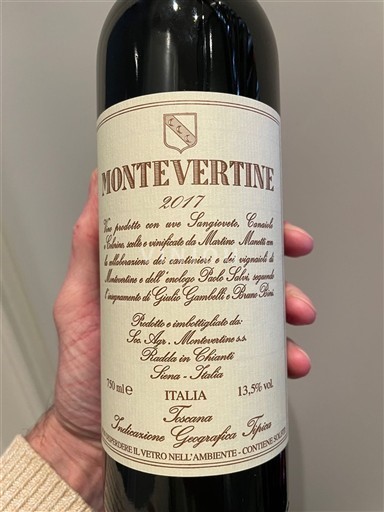 MONTEVERTINE
2017
Vino prodotto con uve Sangioveto, Canaiolo
e Colorino, scelte e vinificate da Martino Manetti con
la collaborazione dei cantinieri e dei vignaioli di
Montevertine e dell'enologo Paolo Salvi, seguendo
l'insegnamento di Giulio Gambelli e Bruno Bini.
Prodotto e imbottigliato da:
Soc. Agr. Montevertine s.s.
Radda in Chianti
Siena - Italia
750 ml e ITALIA 13,5% vol.
Toscana
Indicazione Geografica Tipica
DISPERDERE IL VETRO NELL'AMBIENTE - CONTIENE SOLFITI